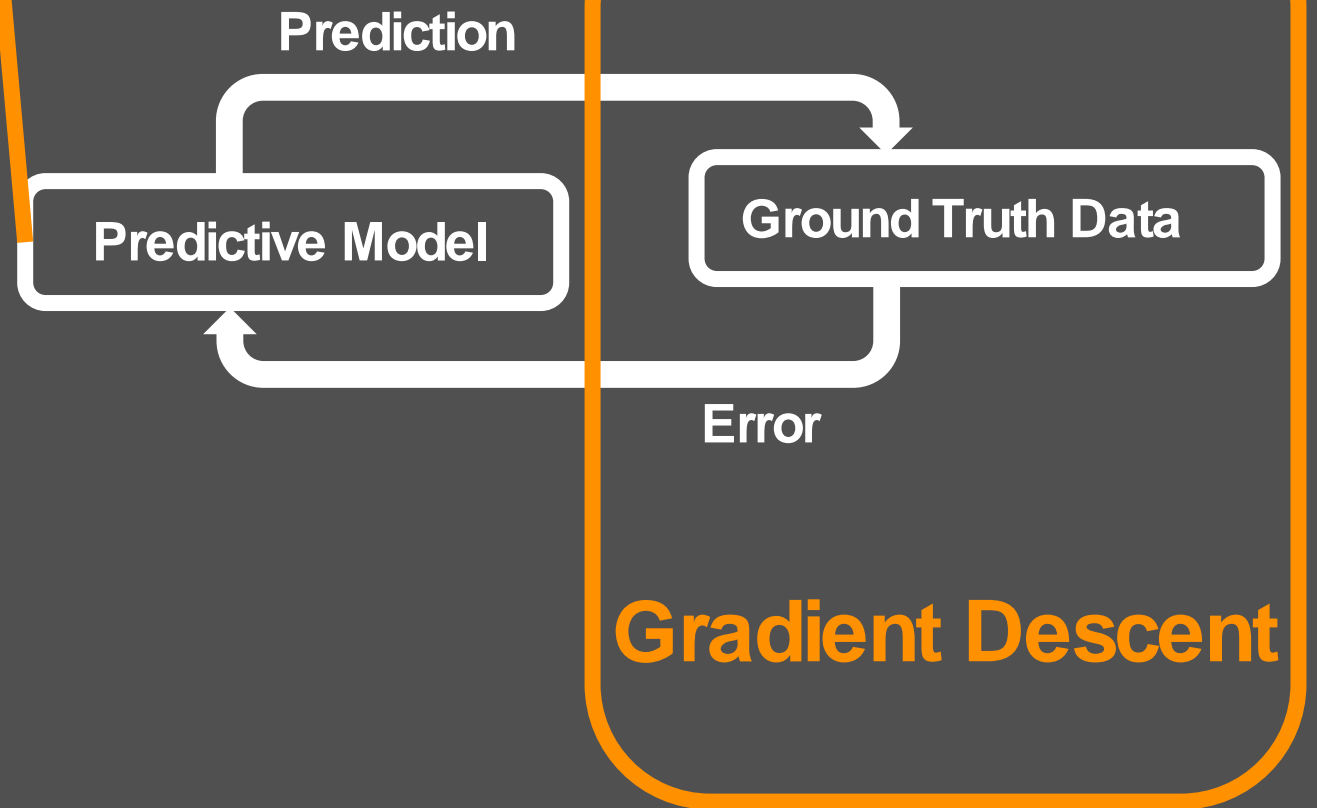 Prediction
Predictive Model
Ground Truth Data
Error
Gradient Descent